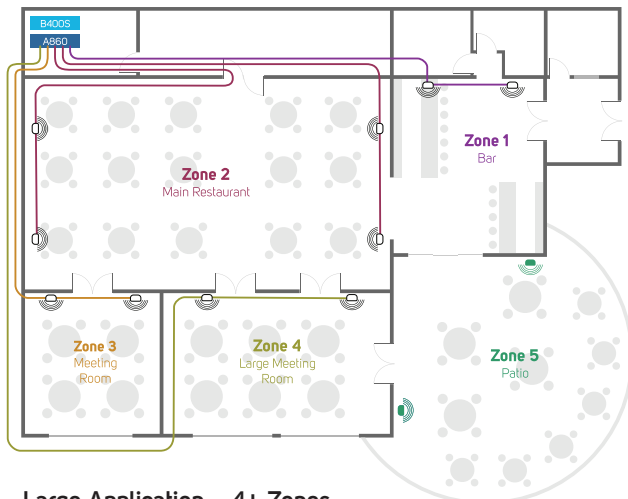 B400S
A860
Zone 1
Bar
Zone 2
Main Restaurant
Zone 3
Meeting
Room
Zone 4
Large Meeting
Room
Zone 5
Patio
Large Application – 4+ Zones